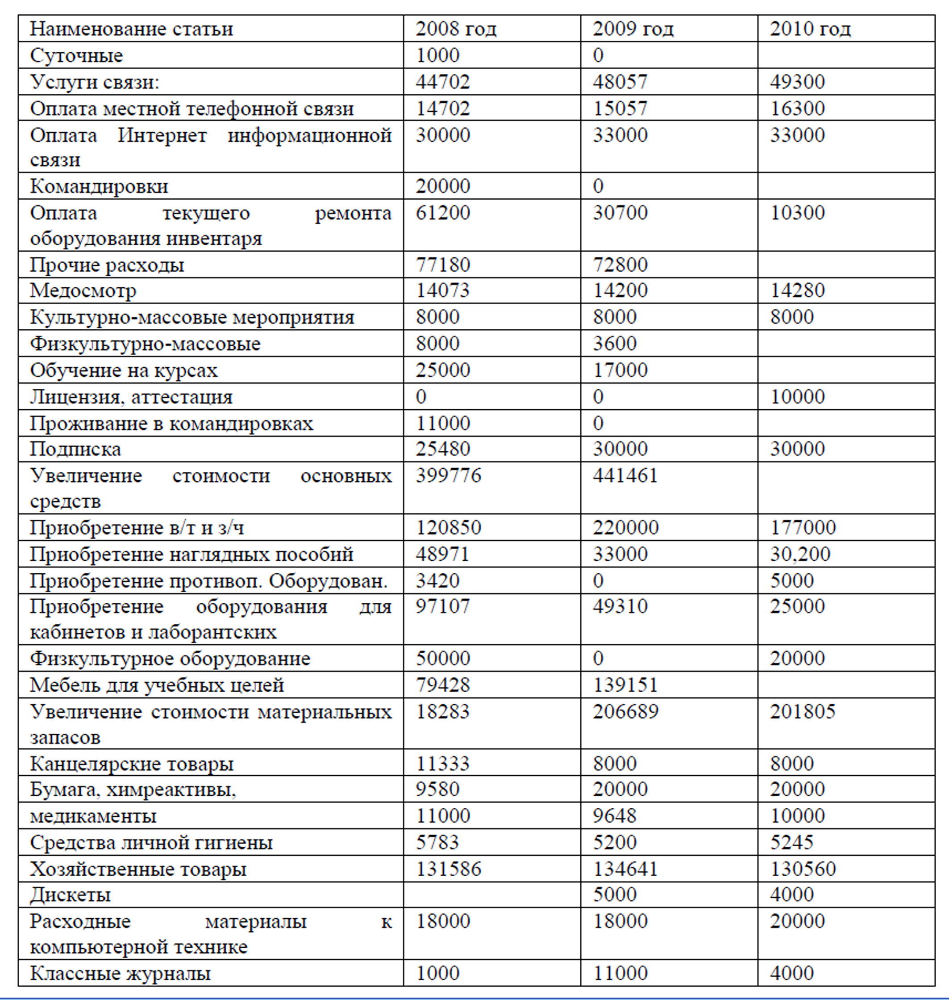 Наименование статьи 2008 год 2009 год 2010 год
Суточные 1000 0
Услуги связи: 44702 48057 49300
Оплата местной телефонной связи 14702 15057 16300
Оплата Интернет информационной 30000 33000 33000
связи
Командировки 20000 0
Оплата текущего ремонта 61200 30700 10300
оборудования инвентаря
Прочие расходы 77180 72800
Медосмотр 14073 14200 14280
Культурно-массовые мероприятия 8000 8000 8000
Физкультурно-массовые 8000 3600
Обучение на курсах 25000 17000
Лицензия, аттестация 0 0 10000
Проживание в командировках 11000 0
Подписка 25480 30000 30000
Увеличение стоимости основных 399776 441461
средств
Приобретение в/т и з/ч 120850 220000 177000
Приобретение наглядных пособий 48971 33000 30,200
Приобретение противоп. Оборудован. 3420 0 5000
Приобретение оборудования для 97107 49310 25000
кабинетов и лаборантских
Физкультурное оборудование 50000 0 20000
Мебель для учебных целей 79428 139151
Увеличение стоимости материальных 18283 206689 201805
запасов
Канцелярские товары 11333 8000 8000
Бумага, химреактивы, 9580 20000 20000
медикаменты 11000 9648 10000
Средства личной гигиены 5783 5200 5245
Хозяйственные товары 131586 134641 130560
Дискеты 5000 4000
Расходные материалы к 18000 18000 20000
компьютерной технике
Классные журналы 1000 11000 4000